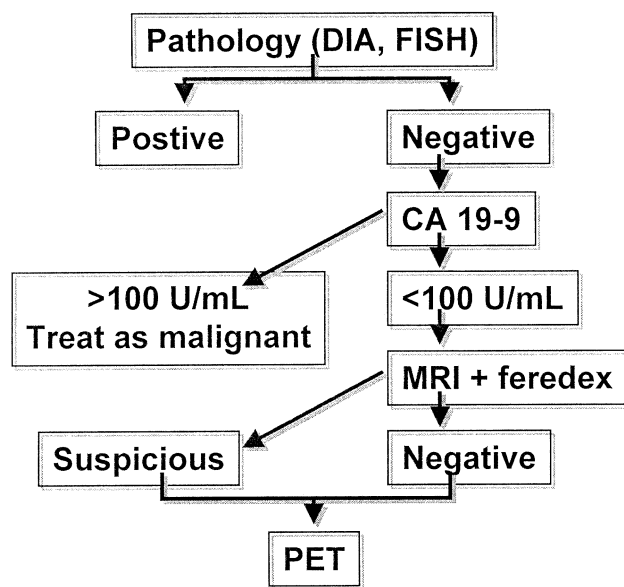 Pathology (DIA, FISH)
Postive
Negative
CA 19-9
>100 U/mL
Treat as malignant
<100 U/mL
MRI + feredex
Suspicious
Negative
PET